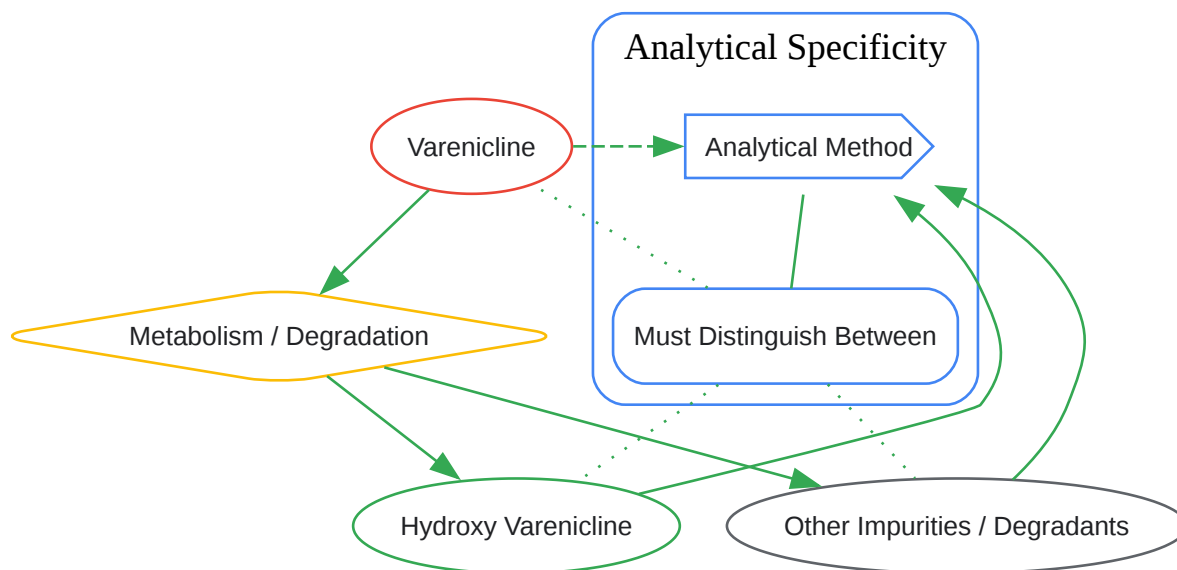 Analytical Specificity
Varenicline
Analytical Method
Metabolism / Degradation
Must Distinguish Between
Hydroxy Varenicline
Other Impurities / Degradants